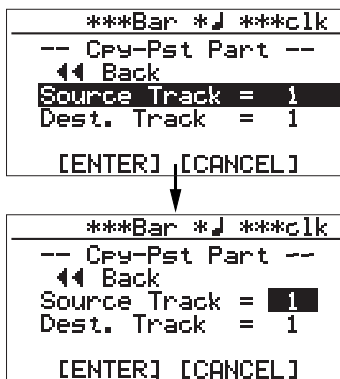 ***Bar *♩ ***clk
-- Cpy-Pst Part --
◀◀ Back
Source Track = 1
Dest. Track = 1
[ENTER] [CANCEL]
***Bar *♩ ***clk
-- Cpy-Pst Part --
◀◀ Back
Source Track = 1
Dest. Track = 1
[ENTER] [CANCEL]